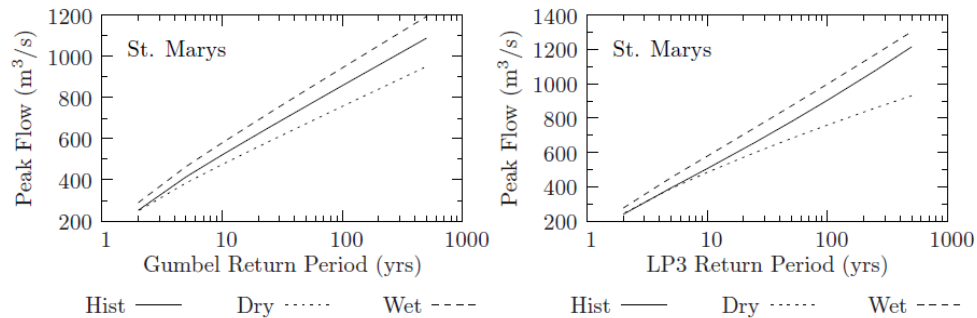 Peak Flow (m³/s)
1200
1000
800
600
400
200
St. Marys
1
10
100
1000
Gumbel Return Period (yrs)
Hist
Dry
Wet
Peak Flow (m³/s)
1400
1200
1000
800
600
400
200
St. Marys
1
10
100
1000
LP3 Return Period (yrs)
Hist
Dry
Wet